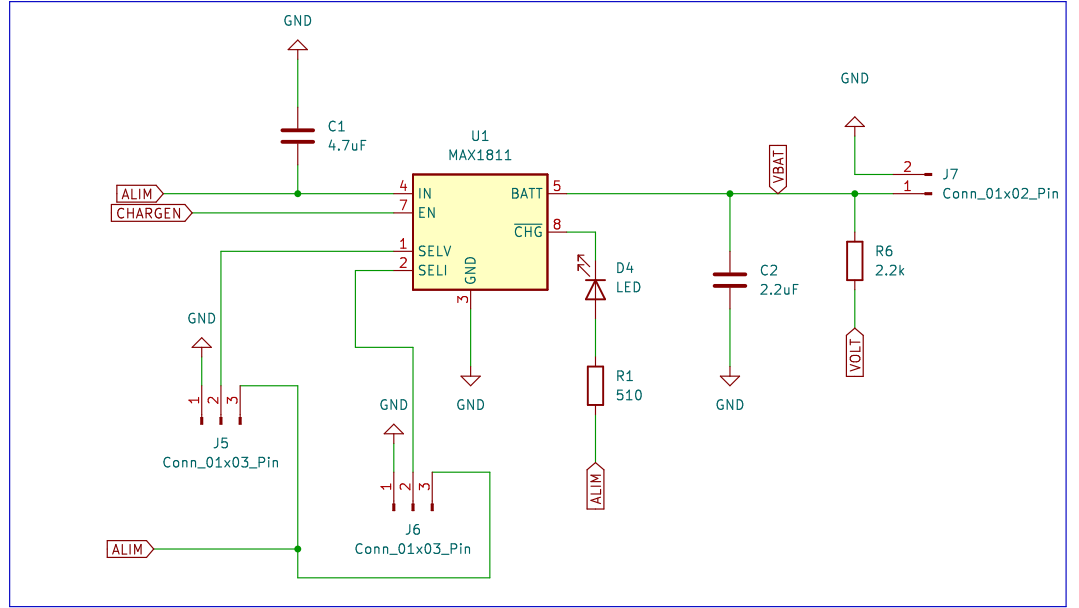 GND
GND
C1
4.7uF
U1
MAX1811
VBAT
2
J7
ALIM
4
IN
BATT
5
1
Conn_01x02_Pin
CHARGEN
7
EN
8
CHG
1
SELV
2
SELI
GND
3
R6
2.2k
D4
LED
C2
2.2uF
GND
VOLT
R1
510
1
2
3
GND
GND
GND
J5
Conn_01x03_Pin
1
2
3
ALIM
J6
Conn_01x03_Pin
ALIM